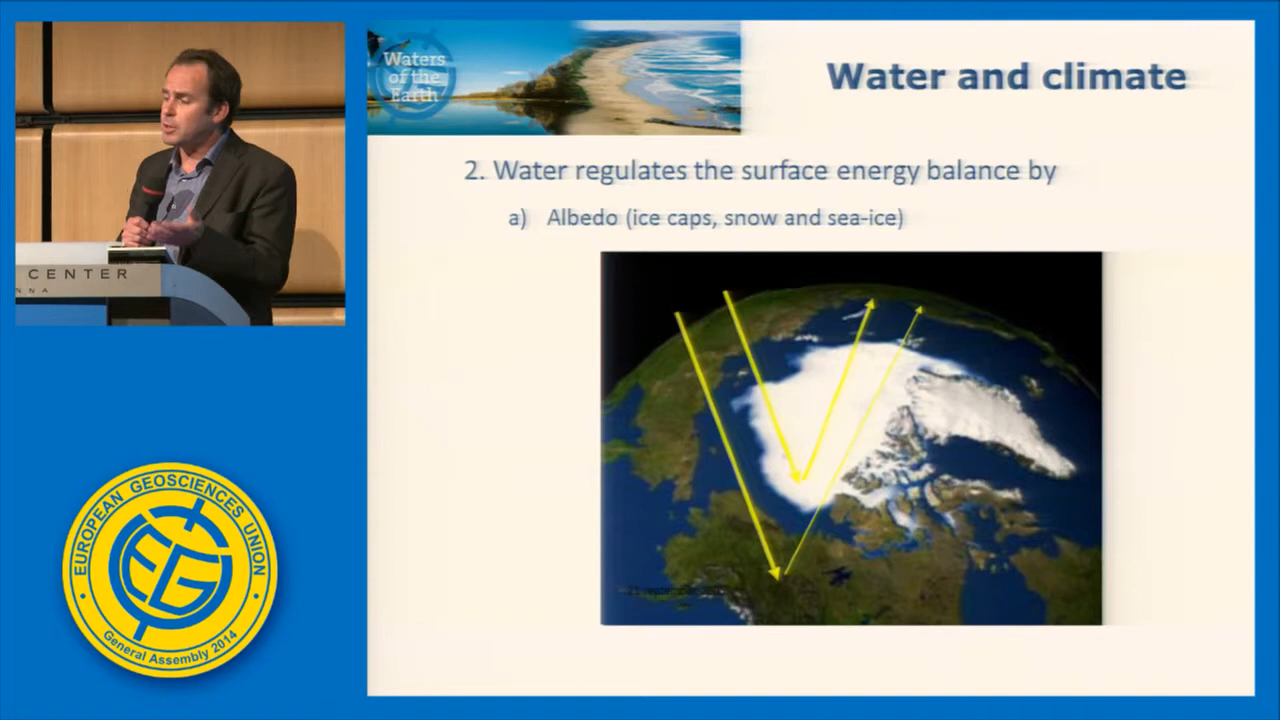 CENTER
N N A
Waters
of the
Earth
Water and climate
2. Water regulates the surface energy balance by
a) Albedo (ice caps, snow and sea-ice)
EUROPEAN GEOSCIENCES UNION
EGU
General Assembly 2014